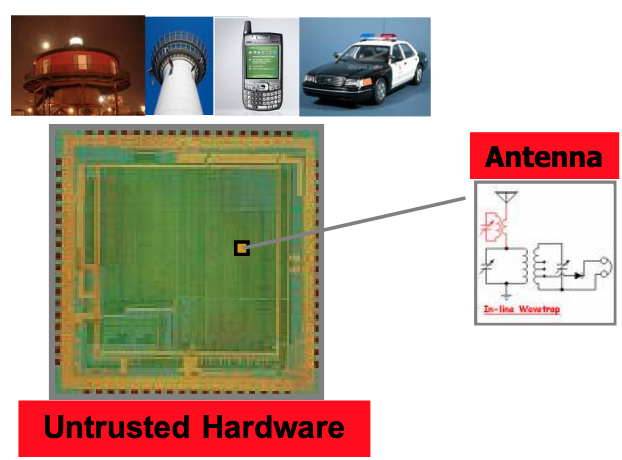 Antenna
In-line Wavetrap
Untrusted Hardware